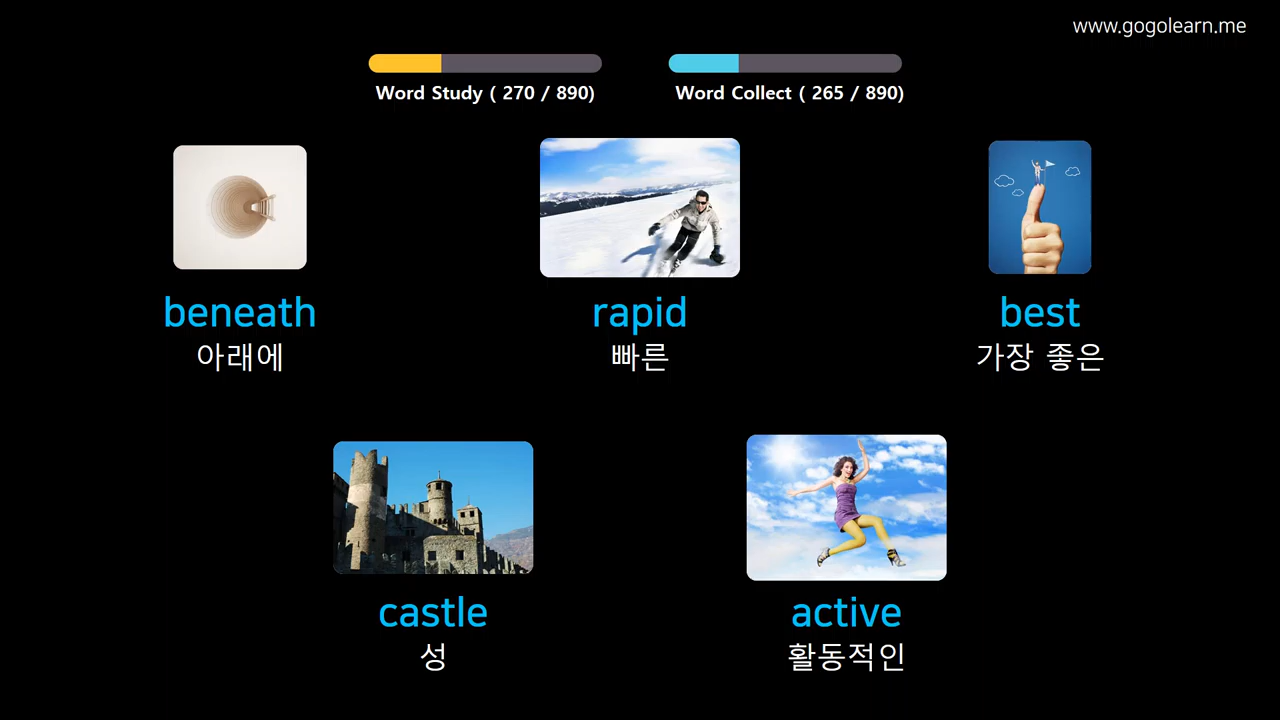 www.gogolearn.me
Word Study ( 270 / 890)
Word Collect ( 265 / 890)
beneath
아래에
rapid
빠른
best
가장 좋은
castle
성
active
활동적인